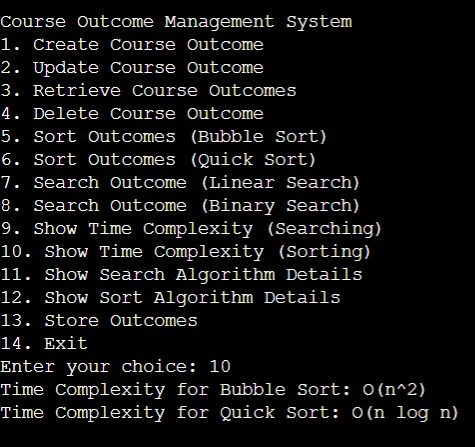 Course Outcome Management System
1. Create Course Outcome
2. Update Course Outcome
3. Retrieve Course Outcomes
4. Delete Course Outcome
5. Sort Outcomes (Bubble Sort)
6. Sort Outcomes (Quick Sort)
7. Search Outcome (Linear Search)
8. Search Outcome (Binary Search)
9. Show Time Complexity (Searching)
10. Show Time Complexity (Sorting)
11. Show Search Algorithm Details
12. Show Sort Algorithm Details
13. Store Outcomes
14. Exit
Enter your choice: 10
Time Complexity for Bubble Sort: O(n^2)
Time Complexity for Quick Sort: O(n log n)